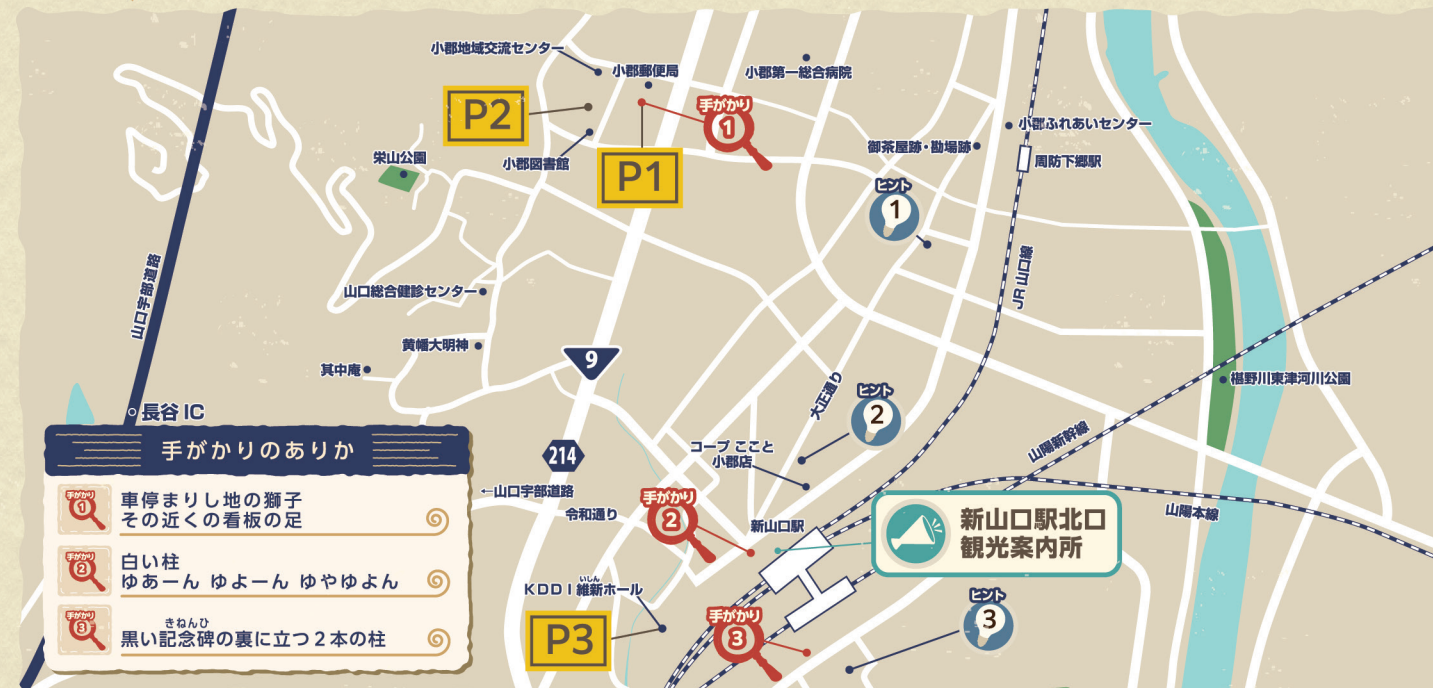 小郡地域交流センター
小郡郵便局
小郡第一総合病院
P2
手がかり
1
小郡ふれあいセンター
御茶屋跡・勘場跡
周防下郷駅
栄山公園
小郡図書館
P1
ヒント
1
山口宇部道路
JR山口線
山口総合健診センター
黄幡大明神
9
其中庵
椹野川東津河川公園
大正通り
ヒント
2
長谷 IC
山陽新幹線
コープ ここと
小郡店
214
←山口宇部道路
令和通り
手がかり
2
新山口駅
山陽本線
新山口駅北口
観光案内所
いしん
KDDI維新ホール
P3
手がかり
3
ヒント
3
手がかりのありか
手がかり
1
車停まりし地の獅子
その近くの看板の足
手がかり
2
白い柱
ゆあーん ゆよーん ゆやゆよん
手がかり
3
きねんひ
黒い記念碑の裏に立つ2本の柱